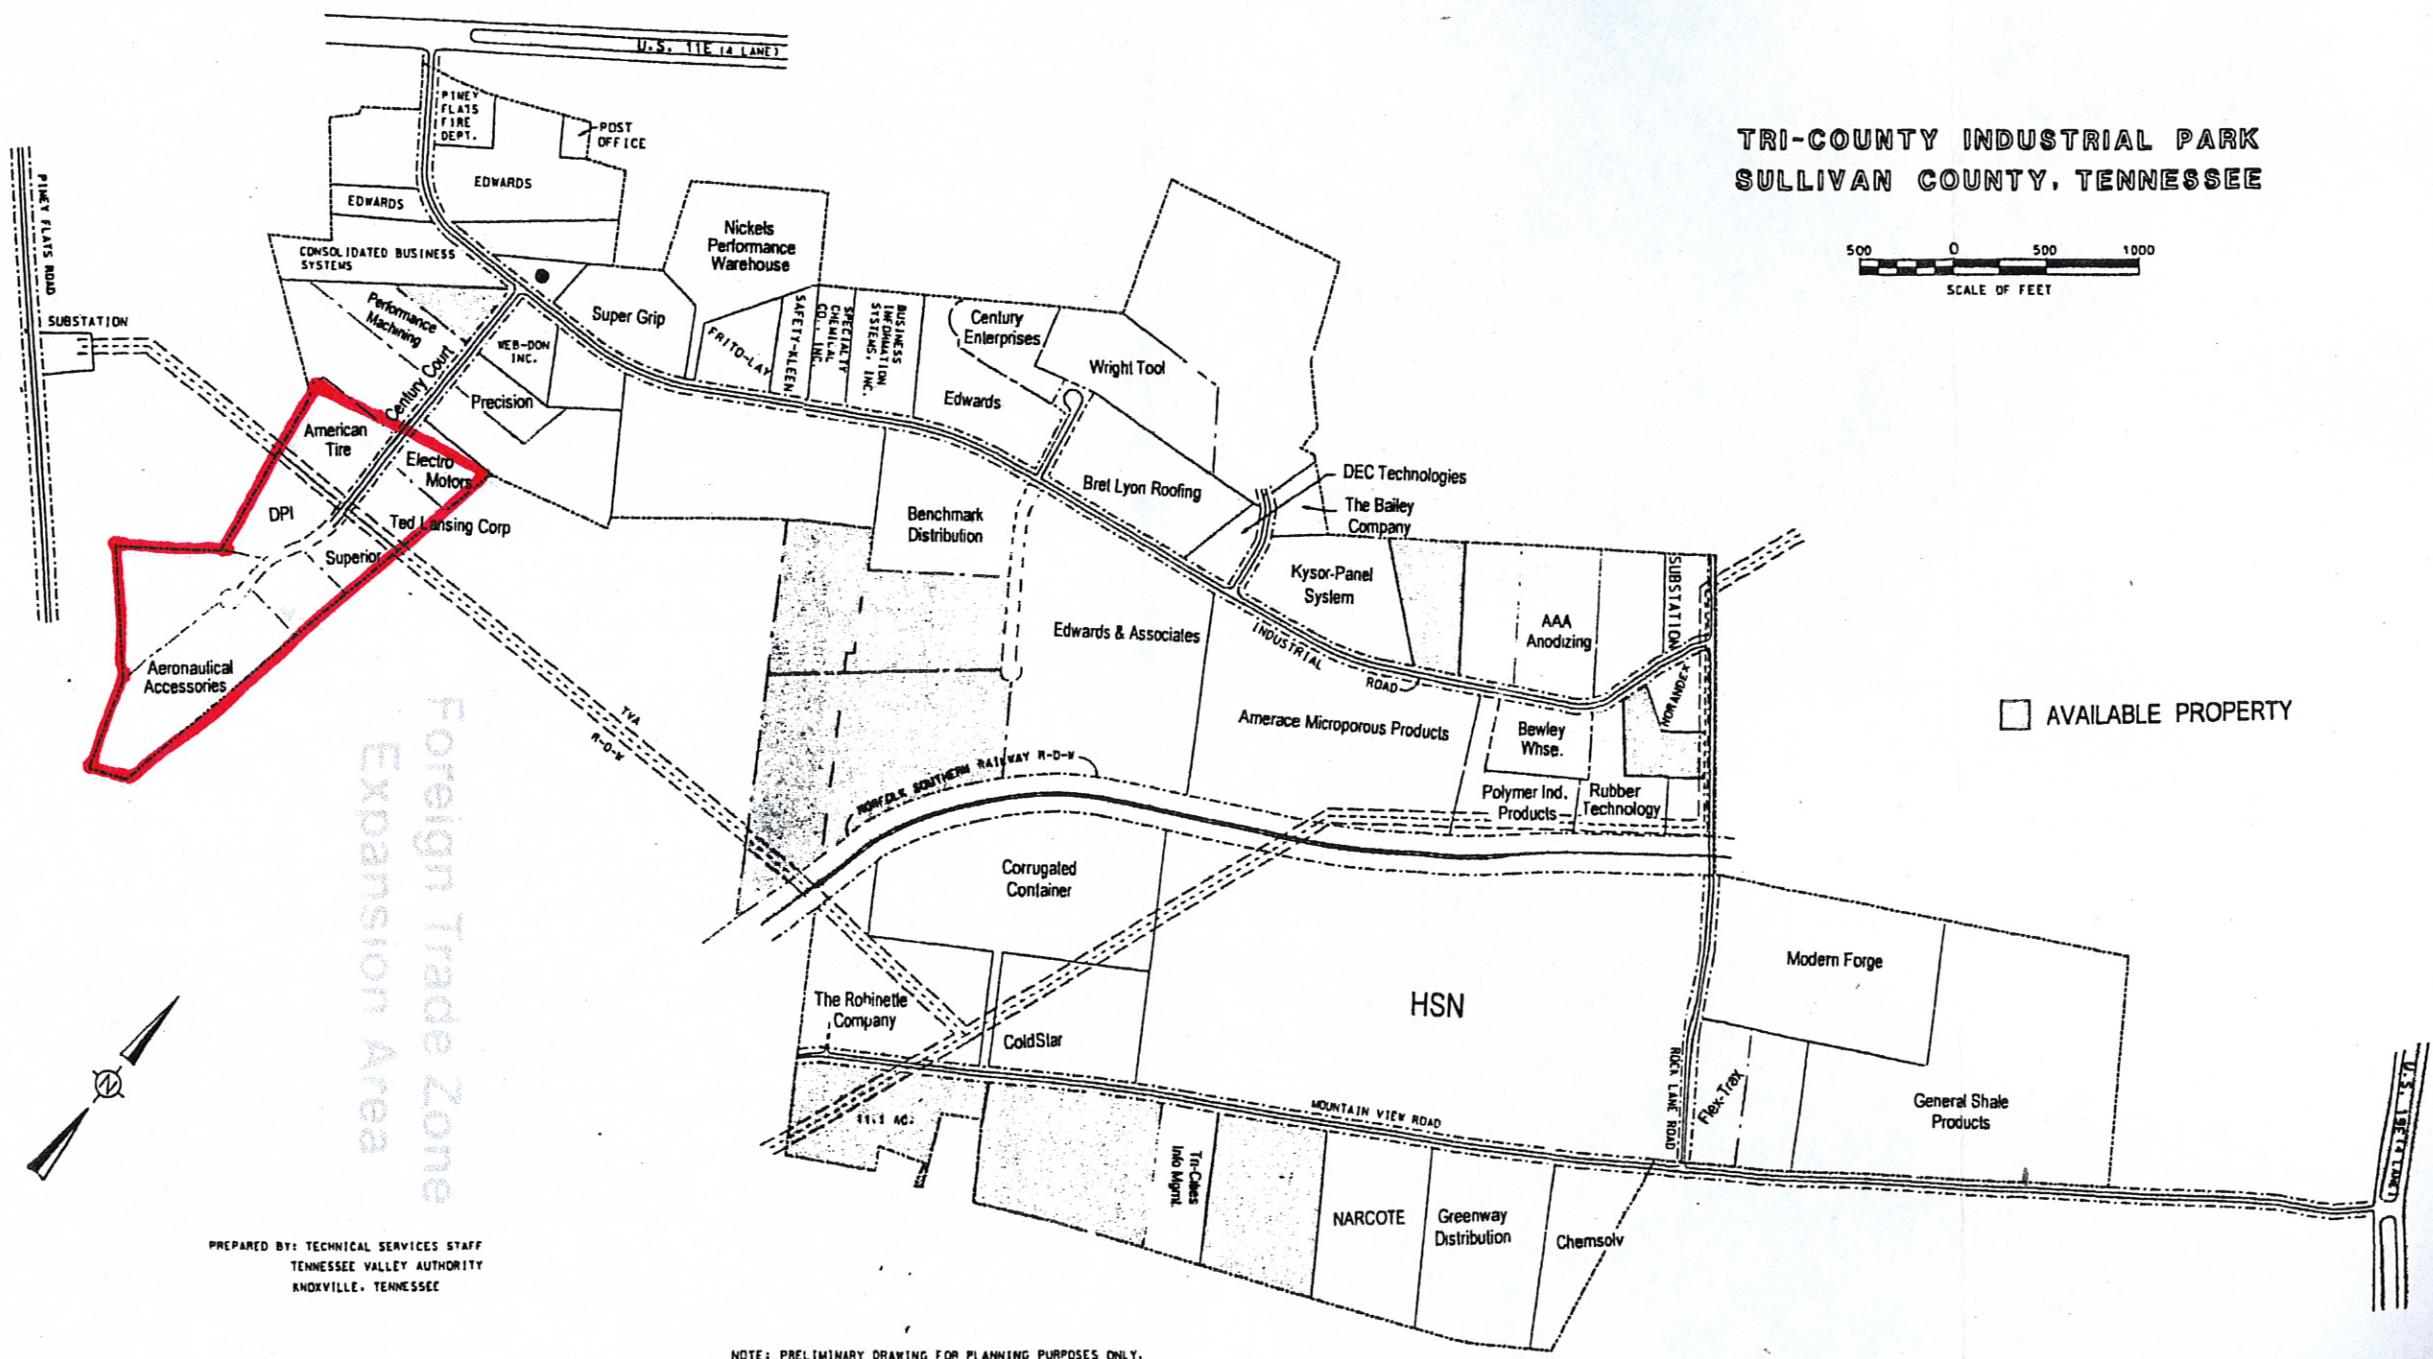 U.S. 11E (4 LANE)
PINEY
FLATS
FIRE
DEPT.
POST
OFFICE
EDWARDS
EDWARDS
CONSOLIDATED BUSINESS
SYSTEMS
PINEY FLATS ROAD
SUBSTATION
TRI-COUNTY INDUSTRIAL PARK
SULLIVAN COUNTY, TENNESSEE
500 0 500 1000
SCALE OF FEET
Nickels
Performance
Warehouse
Performance
Machining
Century Court
WEB-DON
INC.
Super Grip
FRITO-LAY
SAFETY-KLEEN
SPECIALTY
CHEMICAL
CO., INC.
BUSINESS
INFORMATION
SYSTEMS, INC.
Century
Enterprises
Edwards
Wright Tool
Precision
American
Tire
Electro
Motors
DPI
Ted Lansing Corp
Superior
Aeronautical
Accessories
Benchmark
Distribution
Bret Lyon Roofing
DEC Technologies
The Bailey
Company
Kysor-Panel
System
AAA
Anodizing
SUBSTATION
Edwards & Associates
INDUSTRIAL
ROAD
NORANDEX
Amerace Microporous Products
Bewley
Whse.
Polymer Ind.
Products
Rubber
Technology
AVAILABLE PROPERTY
TVA
R-O-W
NORFOLK SOUTHERN RAILWAY R-O-W
Foreign Trade Zone
Expansion Area
Corrugated
Container
The Robinette
Company
ColdStar
HSN
Modern Forge
ROCK LANE ROAD
Flex-Trax
General Shale
Products
U.S. 19E (4 LANE)
11.1 AC.
MOUNTAIN VIEW ROAD
Tri-Cities
Info Mgmt.
NARCOTE
Greenway
Distribution
Chemsolv
N
PREPARED BY: TECHNICAL SERVICES STAFF
TENNESSEE VALLEY AUTHORITY
KNOXVILLE, TENNESSEE
NOTE: PRELIMINARY DRAWING FOR PLANNING PURPOSES ONLY.